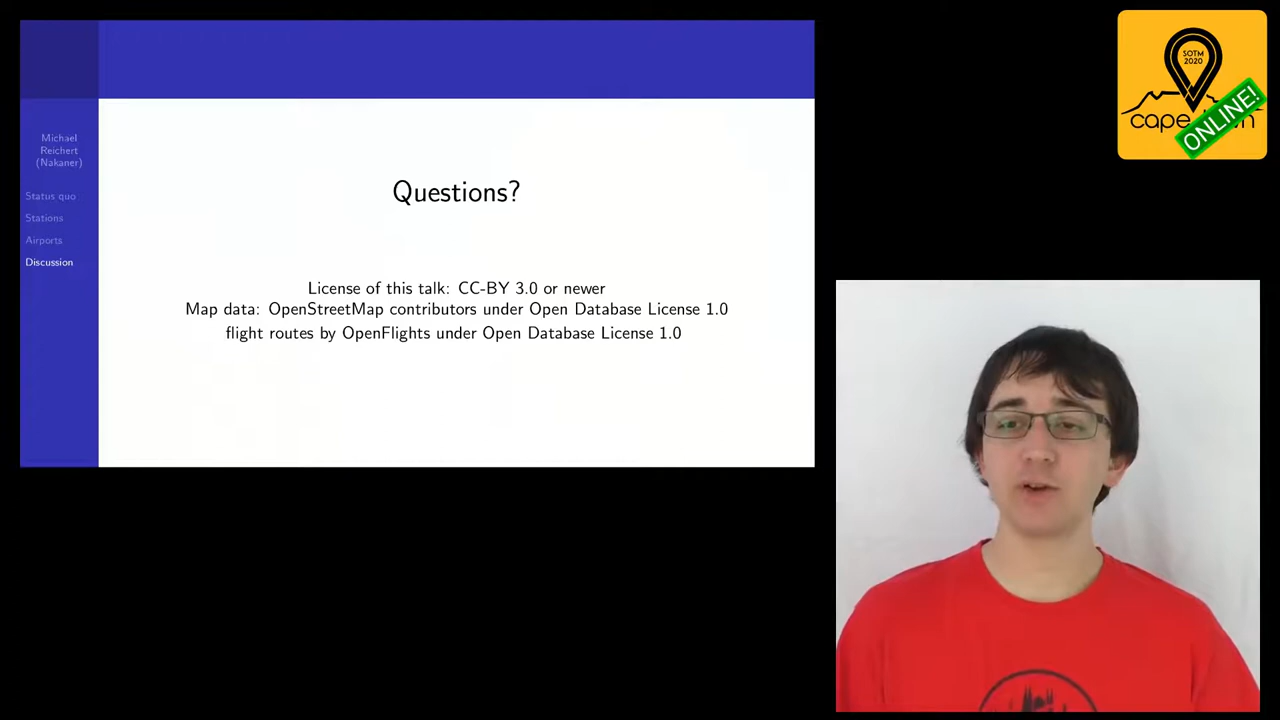 Michael
Reichert
(Nakaner)
Status quo
Stations
Airports
Discussion
Questions?
License of this talk: CC-BY 3.0 or newer
Map data: OpenStreetMap contributors under Open Database License 1.0
flight routes by OpenFlights under Open Database License 1.0
SOTM
2020
ONLINE!